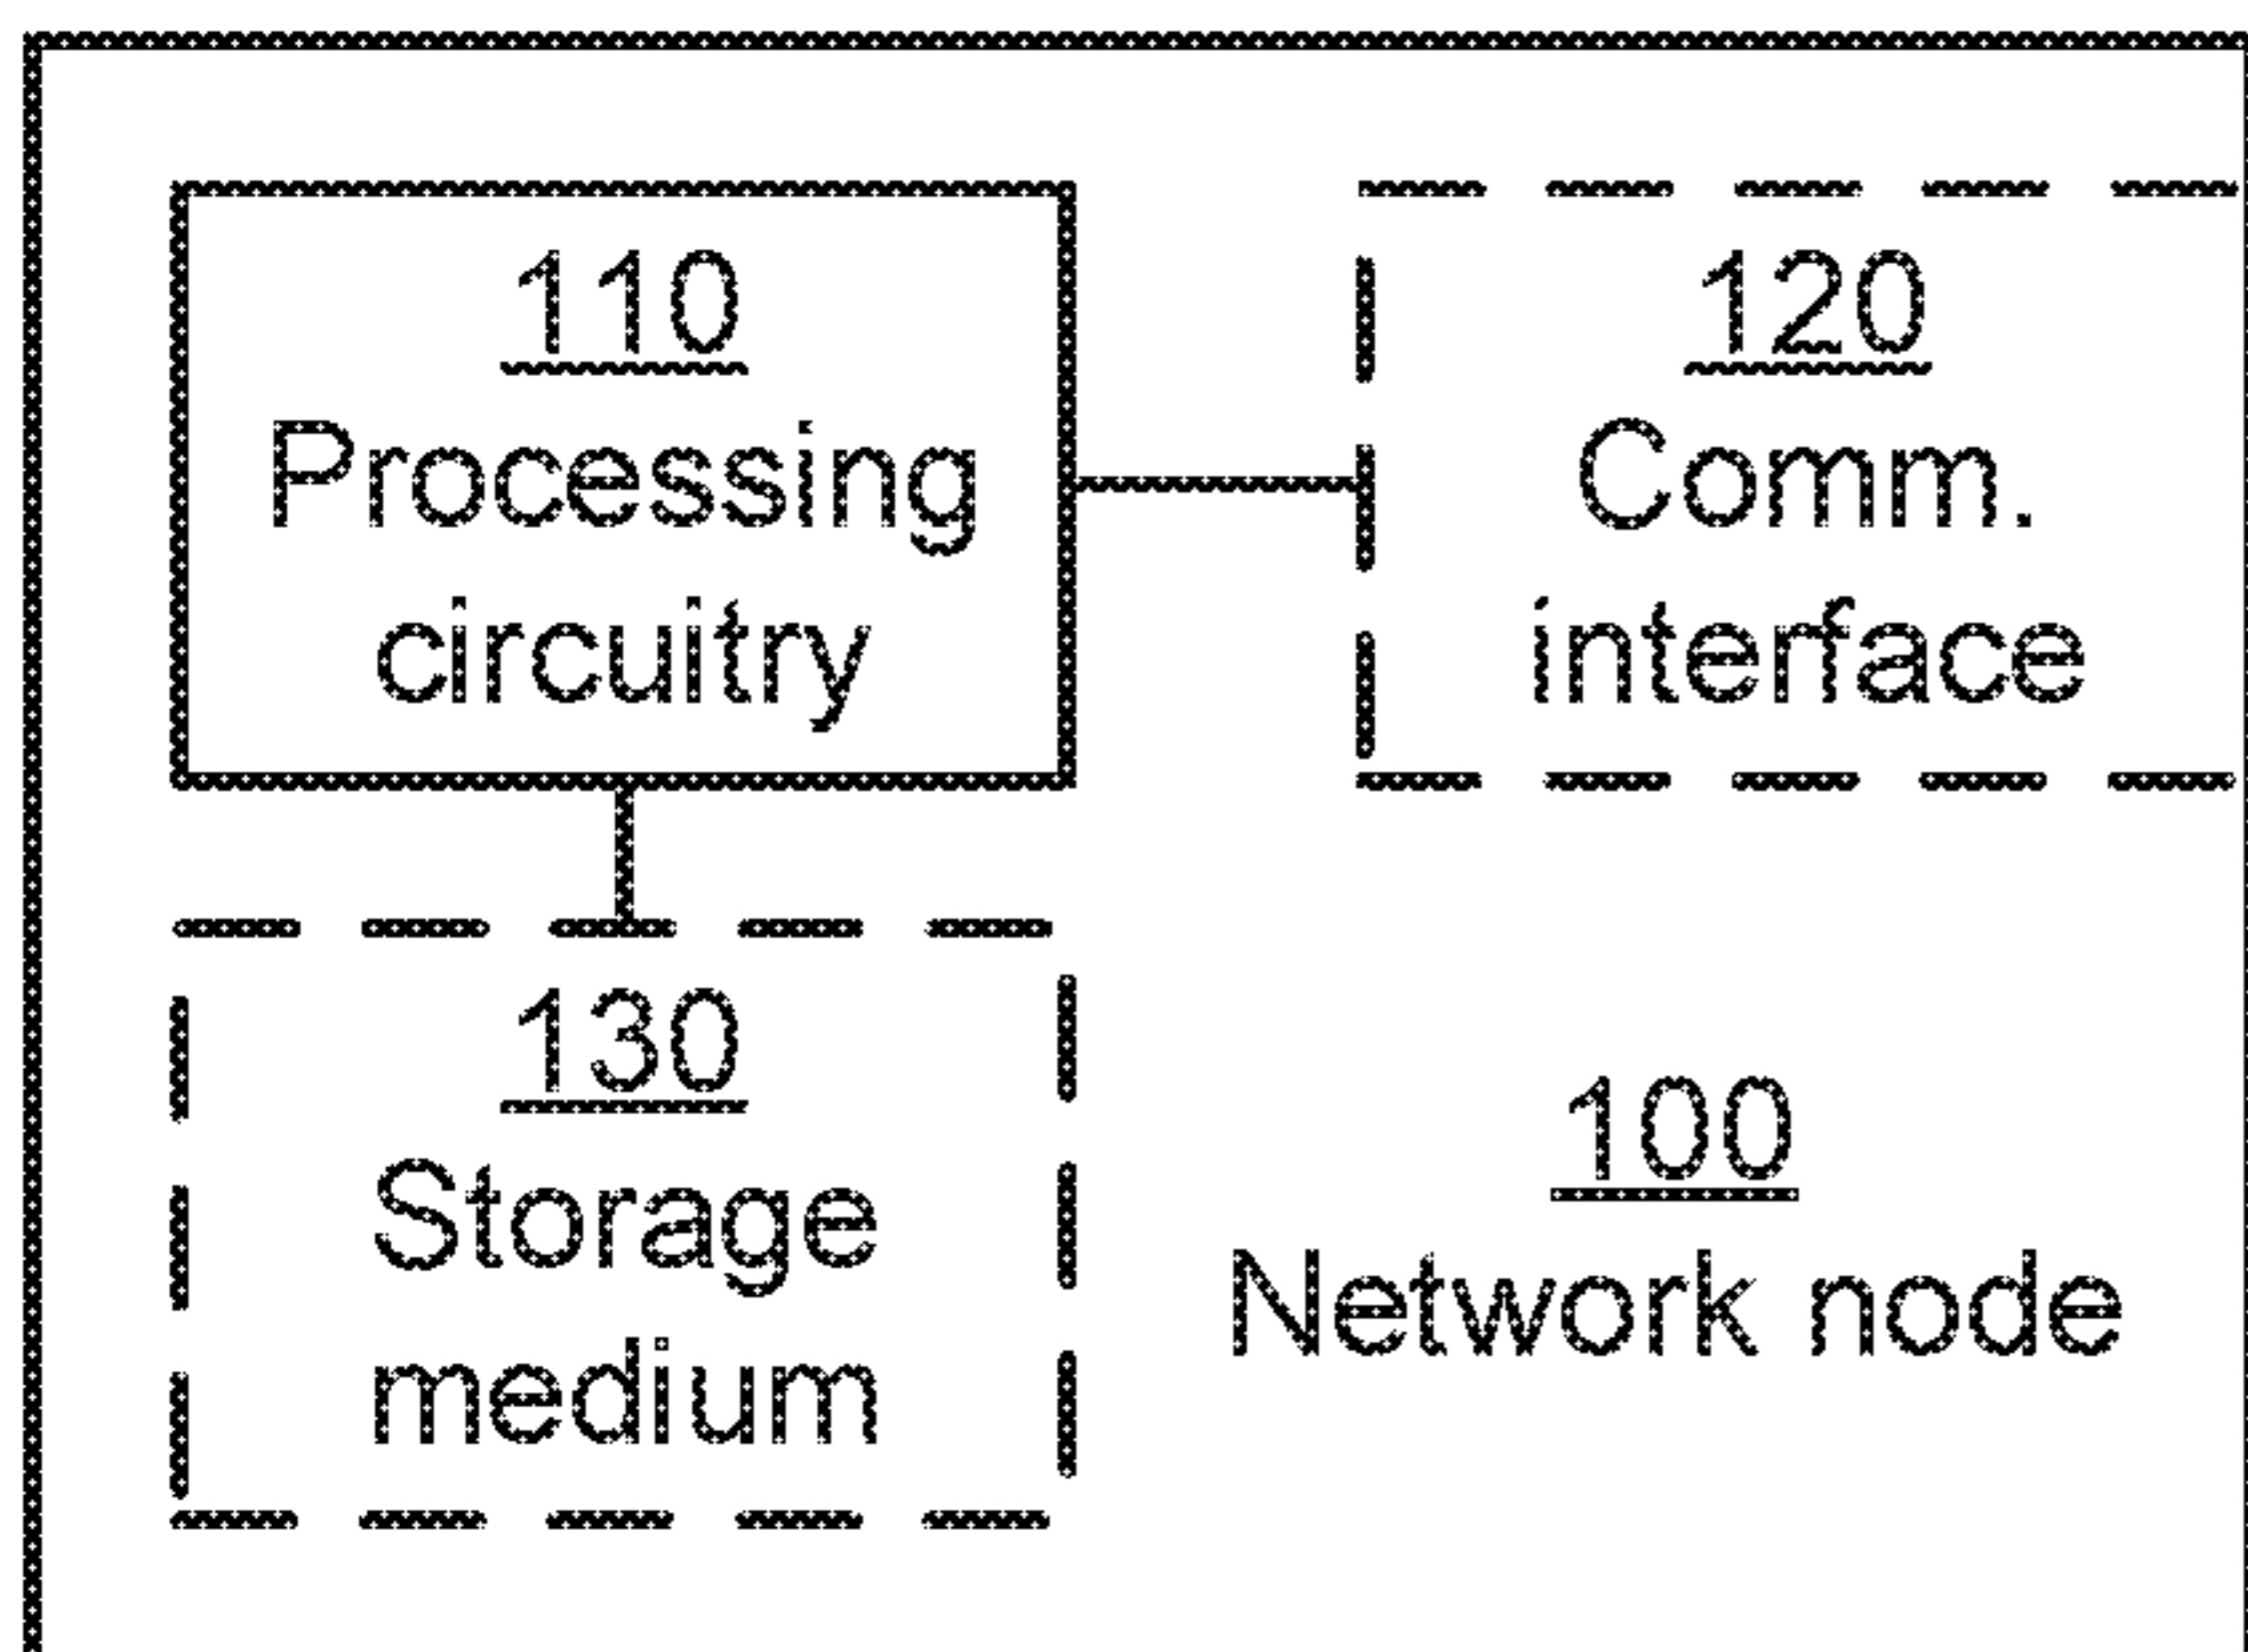 110
Processing
circuitry
120
Comm.
interface
130
Storage
medium
100
Network node